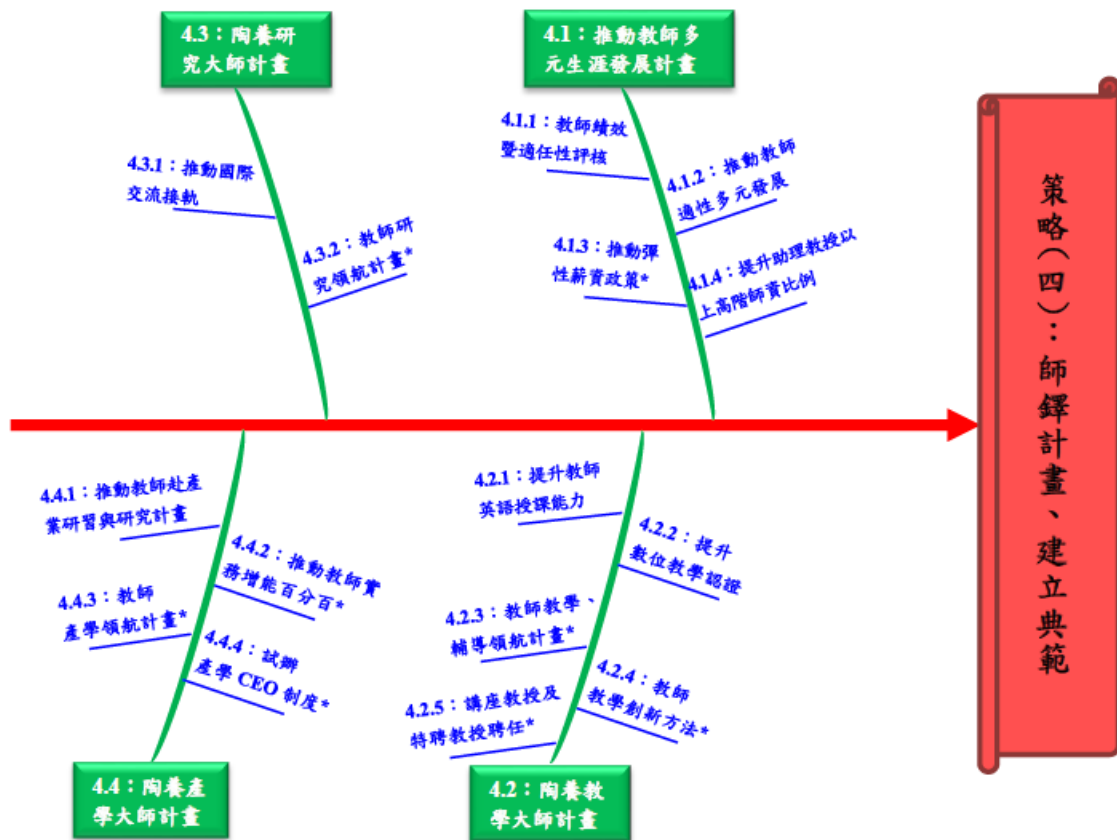 4.3：陶養研
究大師計畫
4.1：推動教師多
元生涯發展計畫
4.3.1：推動國際
交流接軌
4.3.2：教師研
究領航計畫*
4.1.1：教師績效
暨適任性評核
4.1.2：推動教師
適性多元發展
4.1.3：推動彈
性薪資政策*
4.1.4：提升助理教授以
上高階師資比例
策略(四)：師鐸計畫、建立典範
4.4.1：推動教師赴產
業研習與研究計畫
4.4.2：推動教師實
務增能百分百*
4.4.3：教師
產學領航計畫*
4.4.4：試辦
產學 CEO 制度*
4.2.1：提升教師
英語授課能力
4.2.2：提升
數位教學認證
4.2.3：教師教學、
輔導領航計畫*
4.2.4：教師
教學創新方法*
4.2.5：講座教授及
特聘教授聘任*
4.4：陶養產
學大師計畫
4.2：陶養教
學大師計畫